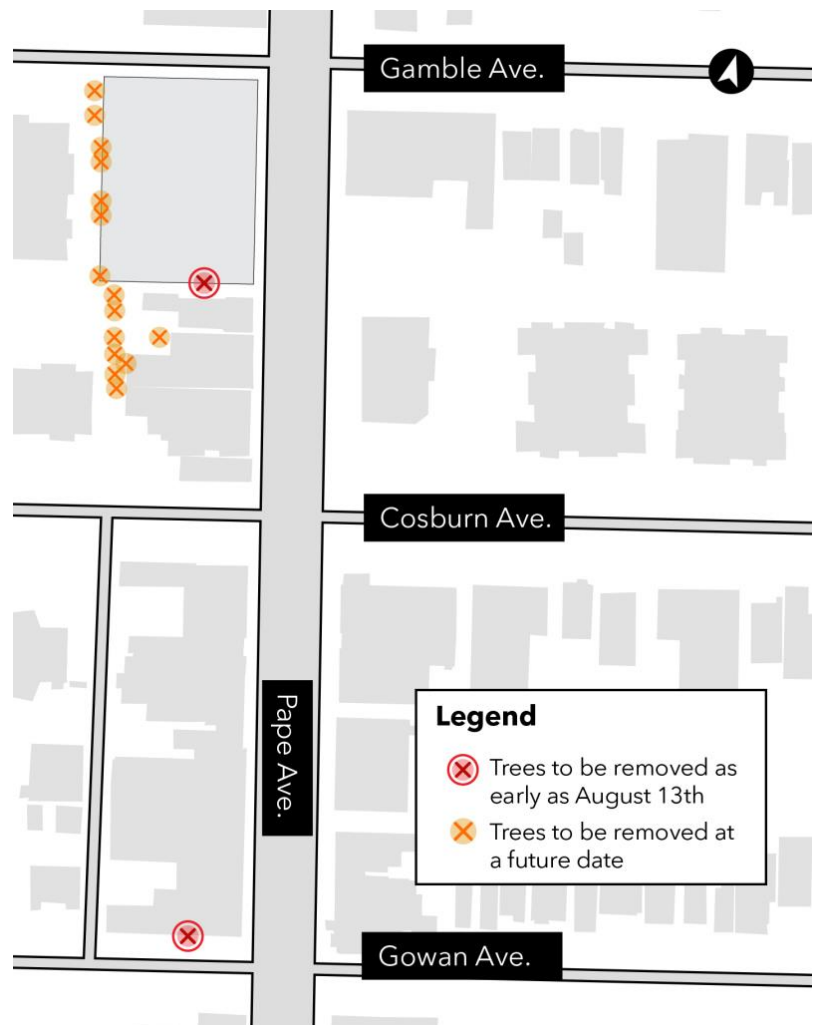 Gamble Ave.
Cosburn Ave.
Pape Ave.
Legend
Trees to be removed as
early as August 13th
Trees to be removed at
a future date
Gowan Ave.